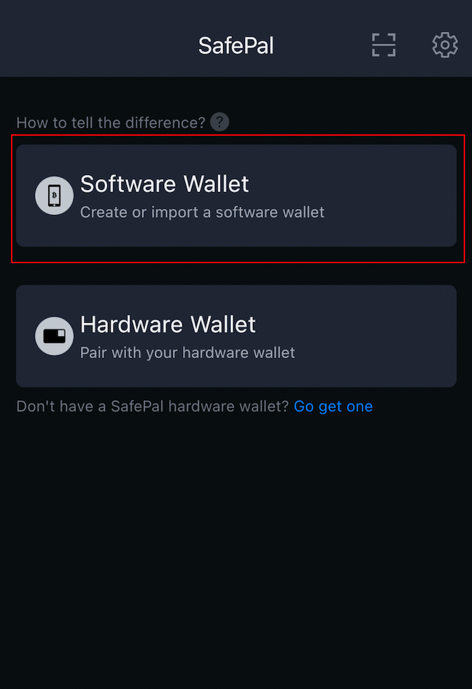 SafePal
How to tell the difference? ?
Software Wallet
Create or import a software wallet
Hardware Wallet
Pair with your hardware wallet
Don't have a SafePal hardware wallet? Go get one